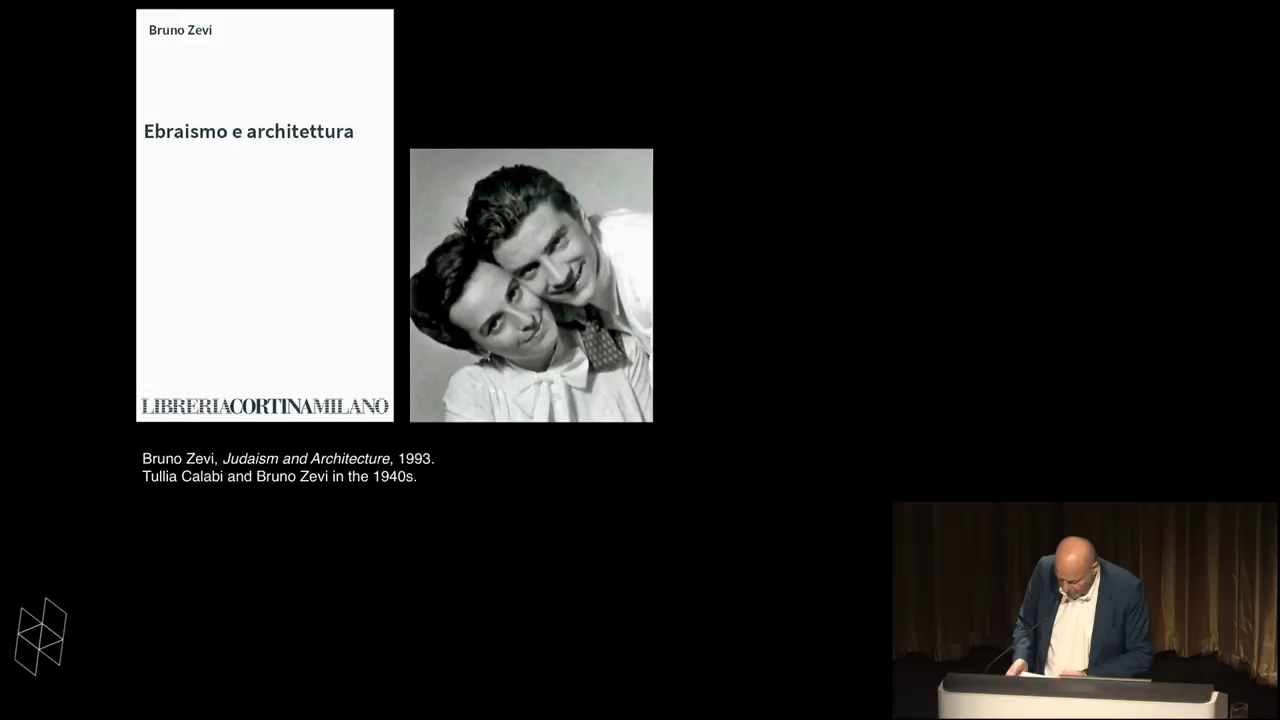 Bruno Zevi
Ebraismo e architettura
LIBRERIACORTINAMILANO
Bruno Zevi, Judaism and Architecture, 1993.
Tullia Calabi and Bruno Zevi in the 1940s.